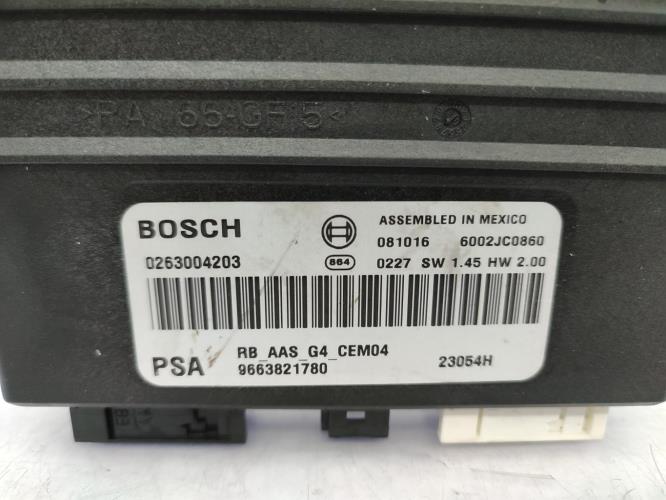 >PA 66-GF15<
BOSCH
ASSEMBLED IN MEXICO
081016 6002JC0860
0263004203
864
0227 SW 1.45 HW 2.00
PSA
RB_AAS_G4_CEM04
9663821780
23054H